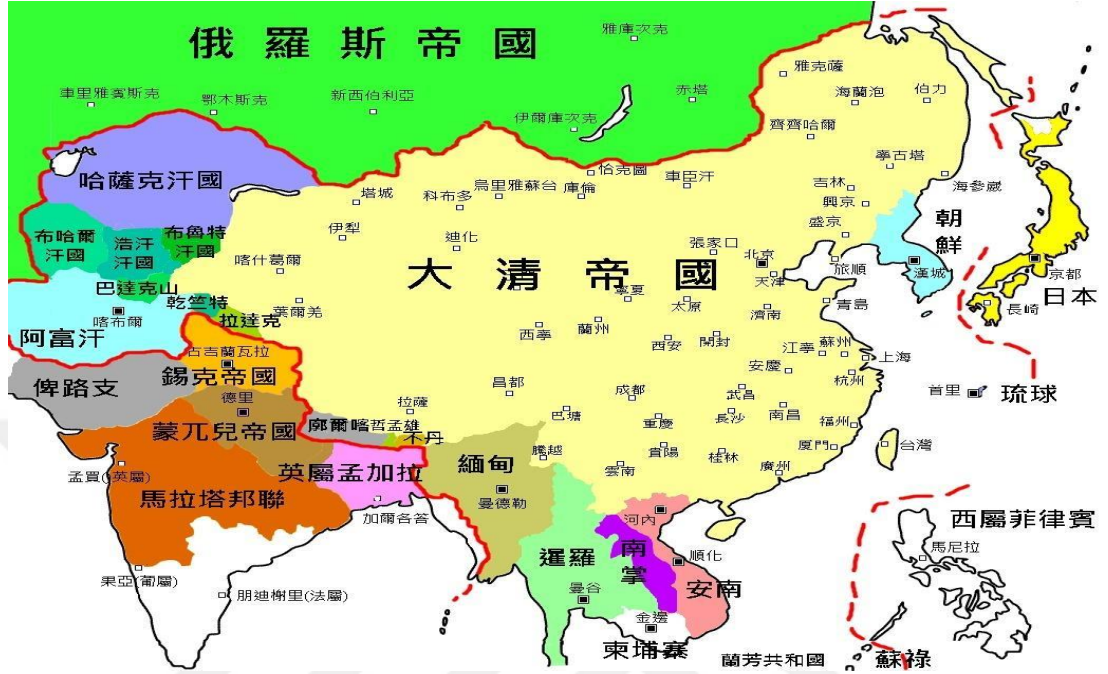 俄羅斯帝國
雅庫次克
車里雅賓斯克
鄂木斯克
新西伯利亞
伊爾庫次克
赤塔
雅克薩
海蘭泡
伯力
齊齊哈爾
寧古塔
海參崴
哈薩克汗國
塔城
科布多
烏里雅蘇台
庫倫
恰克圖
車臣汗
吉林
興京
盛京
朝鮮
漢城
布哈爾汗國
浩汗汗國
布魯特汗國
伊犁
迪化
喀什葛爾
大清帝國
張家口
北京
天津
旅順
京都
日本
長崎
巴達克山
乾竺特
拉達克
葉爾羌
寧夏
太原
濟南
青島
喀布爾
阿富汗
西寧
蘭州
西安
開封
江寧
蘇州
上海
古吉蘭瓦拉
錫克帝國
俾路支
德里
昌都
成都
安慶
武昌
杭州
首里
琉球
蒙兀兒帝國
廓爾喀
哲孟雄
不丹
拉薩
巴塘
重慶
長沙
南昌
福州
孟買(英屬)
馬拉塔邦聯
英屬孟加拉
緬甸
曼德勒
騰越
雲南
貴陽
桂林
廣州
廈門
台灣
加爾各答
河內
西屬菲律賓
馬尼拉
暹羅
南掌
順化
安南
果亞(葡屬)
朋迪榭里(法屬)
曼谷
金邊
柬埔寨
蘭芳共和國
蘇祿